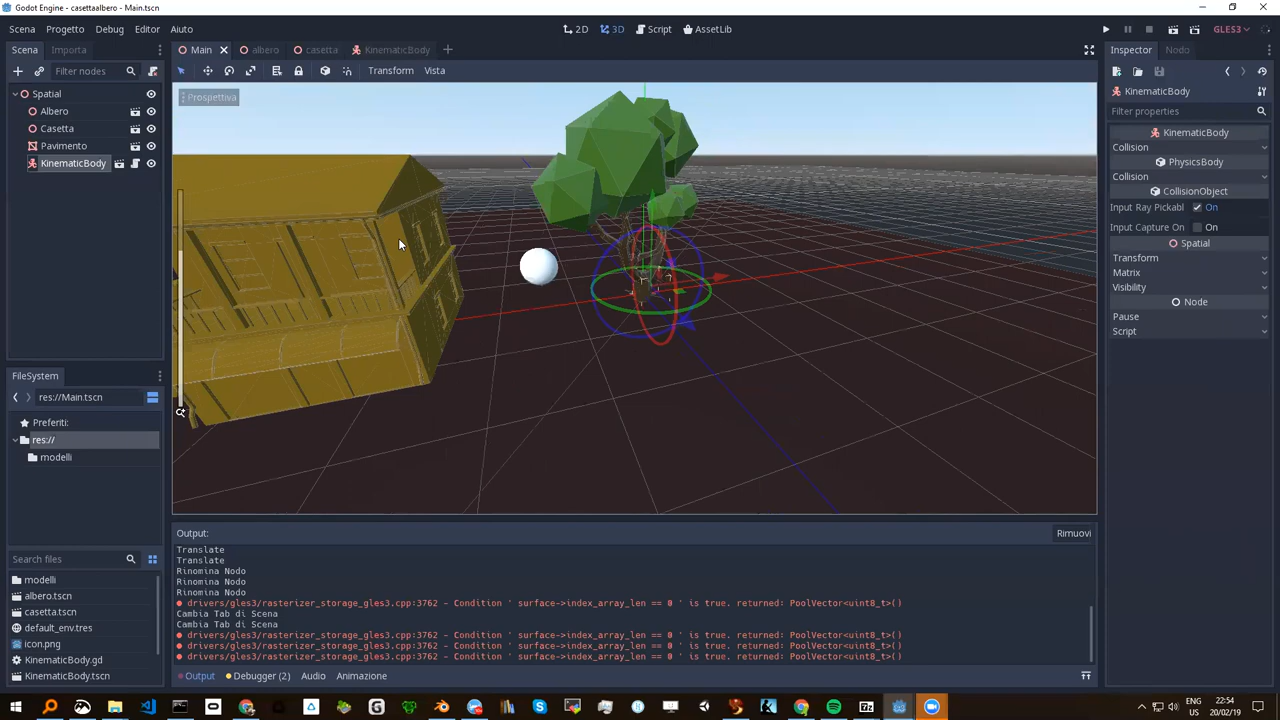 Godot Engine - casettaalbero - Main.tscn
Scena Progetto Debug Editor Aiuto
2D 3D Script AssetLib
GLES3
Scena Importa
Main albero casetta KinematicBody
Inspector Nodo
Filter nodes
Transform Vista
KinematicBody
Prospettiva
Filter properties
Spatial
Albero
Casetta
Pavimento
KinematicBody
KinematicBody
Collision
PhysicsBody
Collision
CollisionObject
Input Ray Pickabl On
Input Capture On On
Spatial
Transform
Matrix
Visibility
Node
Pause
Script
FileSystem
res://Main.tscn
Preferiti:
res://
modelli
Search files
modelli
albero.tscn
casetta.tscn
default_env.tres
icon.png
KinematicBody.gd
KinematicBody.tscn
Output: Rimuovi
Translate
Translate
Rinomina Nodo
Rinomina Nodo
Rinomina Nodo
drivers/gles3/rasterizer_storage_gles3.cpp:3762 - Condition ' surface->index_array_len == 0 ' is true. returned: PoolVector<uint8_t>()
Cambia Tab di Scena
Cambia Tab di Scena
drivers/gles3/rasterizer_storage_gles3.cpp:3762 - Condition ' surface->index_array_len == 0 ' is true. returned: PoolVector<uint8_t>()
drivers/gles3/rasterizer_storage_gles3.cpp:3762 - Condition ' surface->index_array_len == 0 ' is true. returned: PoolVector<uint8_t>()
drivers/gles3/rasterizer_storage_gles3.cpp:3762 - Condition ' surface->index_array_len == 0 ' is true. returned: PoolVector<uint8_t>()
Output Debugger (2) Audio Animazione
ENG
US
22:54
20/02/19